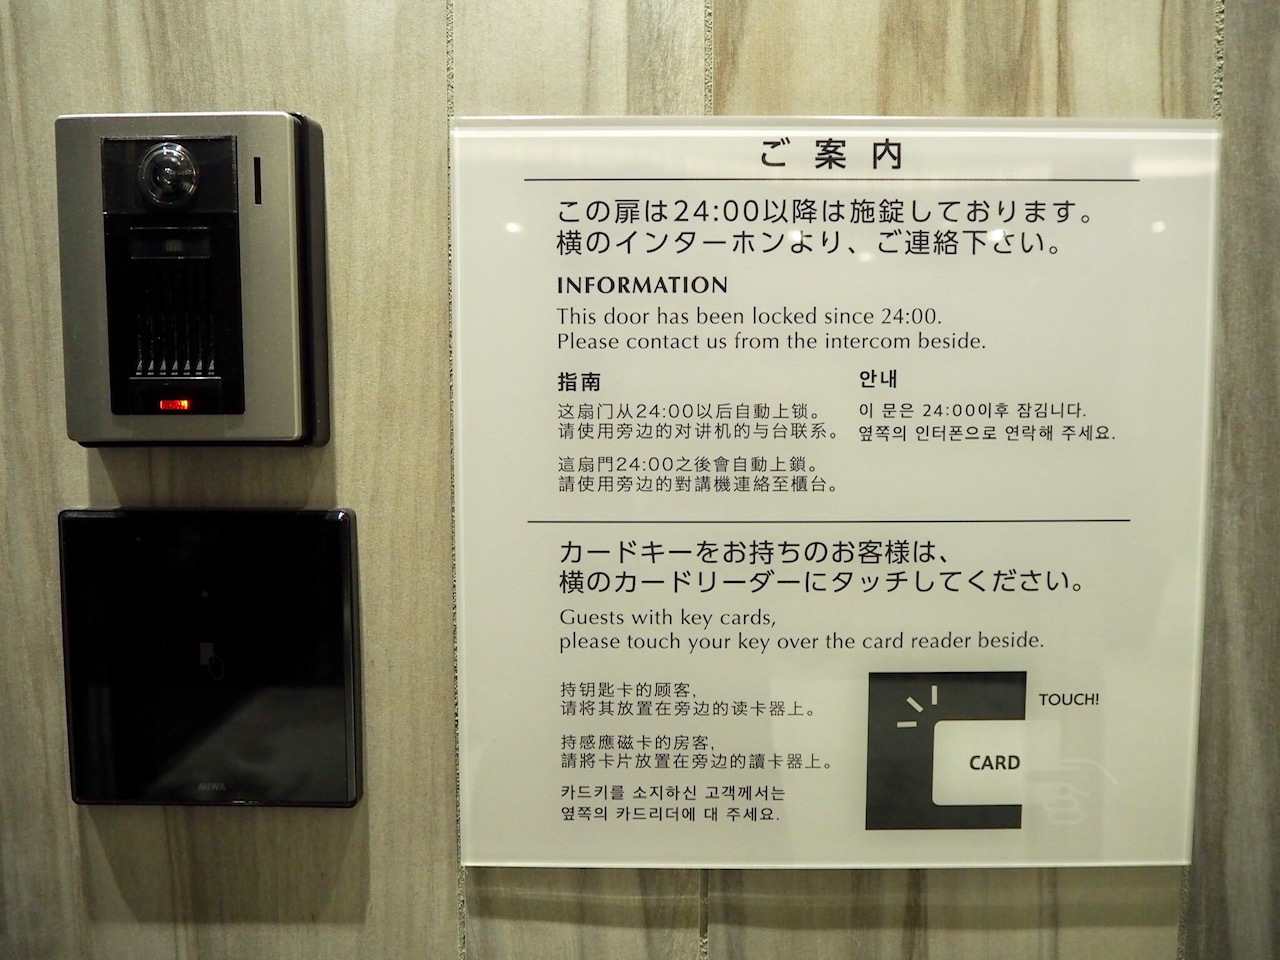 ご案内
この扉は24:00以降は施錠しております。
横のインターホンより、ご連絡下さい。
INFORMATION
This door has been locked since 24:00.
Please contact us from the intercom beside.
指南
这扇门从24:00以后自動上锁。
请使用旁边的对讲机的与台联系。
這扇門24:00之後會自動上鎖。
請使用旁边的對講機連絡至櫃台。
안내
이 문은 24:00이후 잠김니다.
옆쪽의 인터폰으로 연락해 주세요.
カードキーをお持ちのお客様は、
横のカードリーダーにタッチしてください。
Guests with key cards,
please touch your key over the card reader beside.
持钥匙卡的顾客,
请将其放置在旁边的读卡器上。
持感應磁卡的房客,
請將卡片放置在旁边的讀卡器上。
카드키를 소지하신 고객께서는
옆쪽의 카드리더에 대 주세요.
TOUCH!
CARD
MIWA